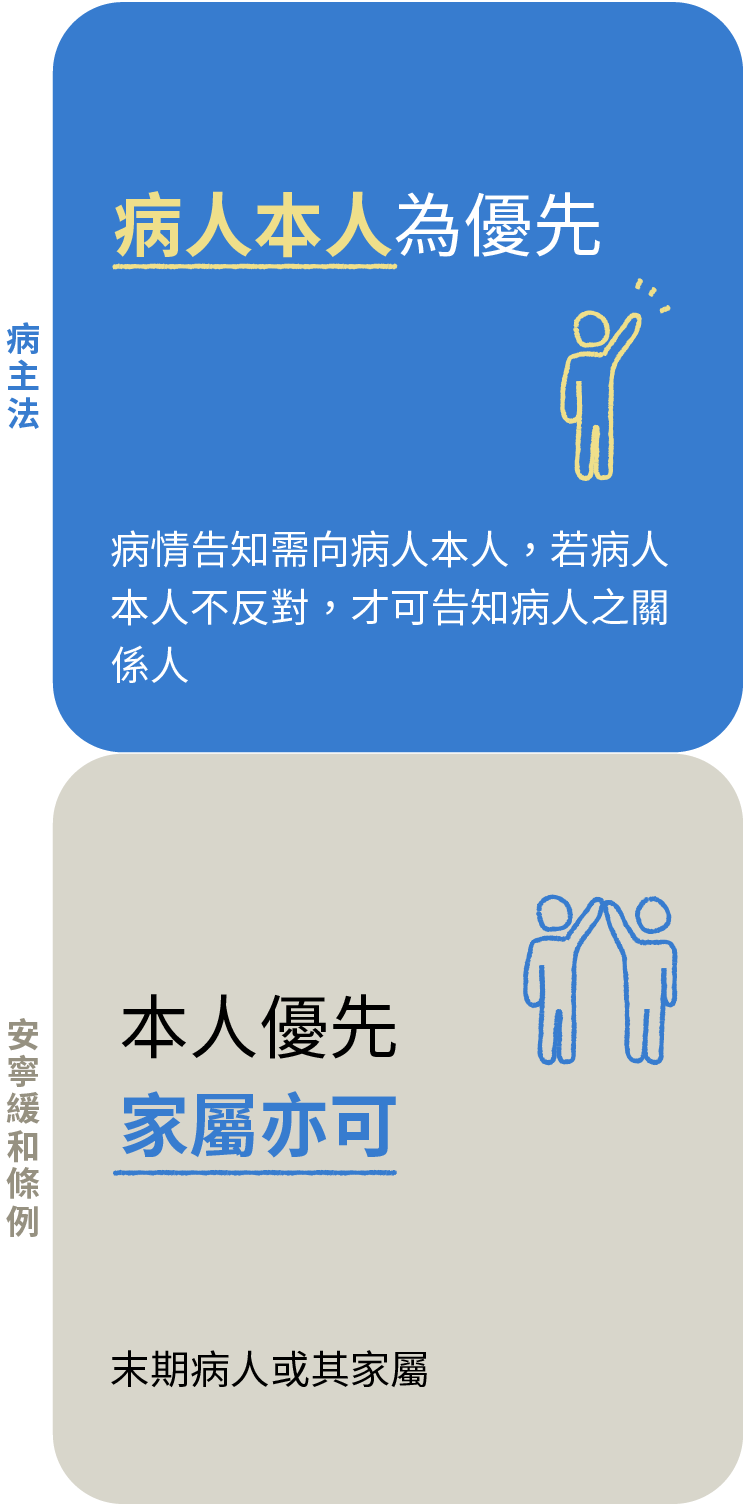 病主法
病人本人為優先
病情告知需向病人本人，若病人
本人不反對，才可告知病人之關
係人
安寧緩和條例
本人優先
家屬亦可
末期病人或其家屬